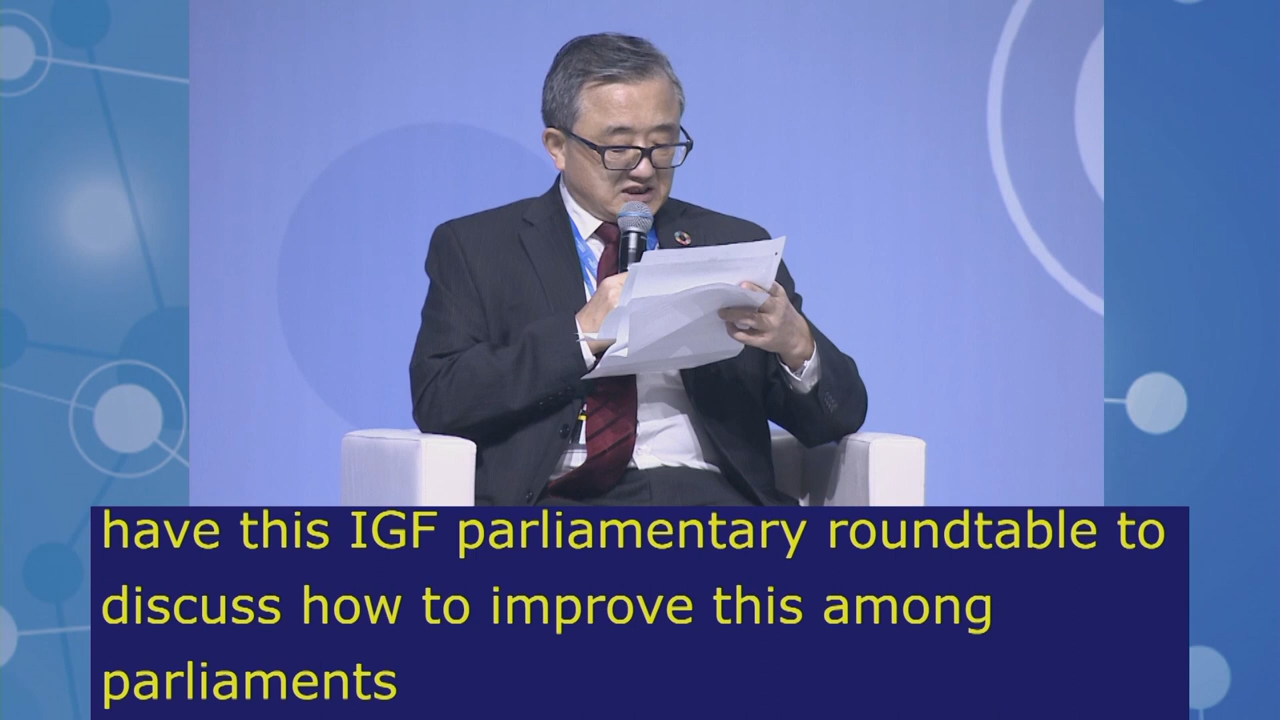 have this IGF parliamentary roundtable to
discuss how to improve this among
parliaments